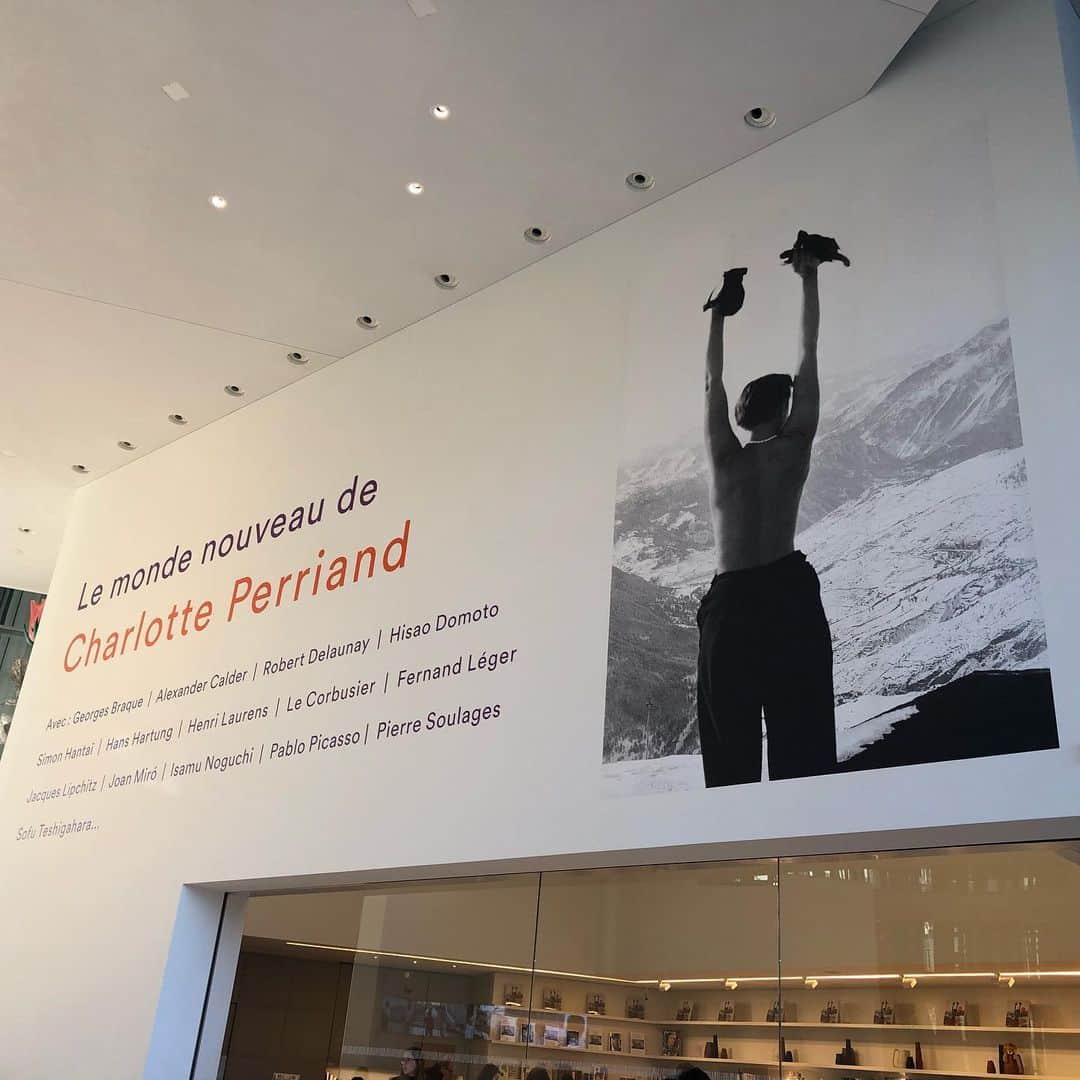 Le monde nouveau de
Charlotte Perriand
Avec : Georges Braque | Alexander Calder | Robert Delaunay | Hisao Domoto
Simon Hantaï | Hans Hartung | Henri Laurens | Le Corbusier | Fernand Léger
Jacques Lipchitz | Joan Miró | Isamu Noguchi | Pablo Picasso | Pierre Soulages
Sofu Teshigahara...